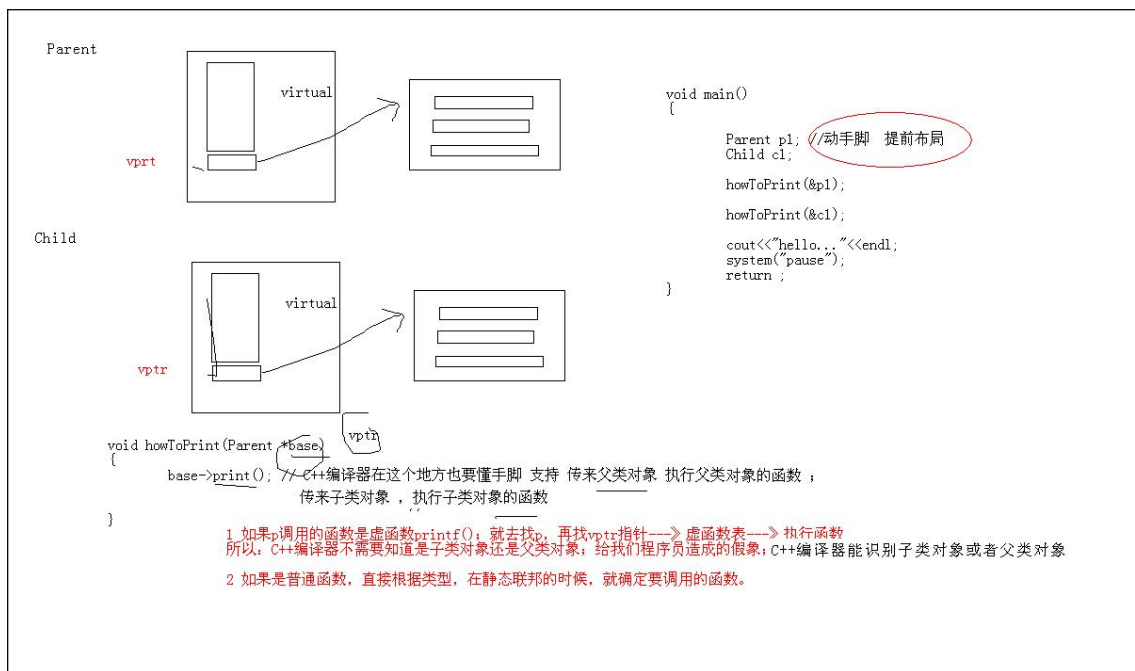 Parent
virtual
vprt
void main()
{
Parent p1; //动手脚 提前布局
Child c1;
howToPrint(&p1);
howToPrint(&c1);
cout<<"hello..."<<endl;
system("pause");
return ;
}
Child
virtual
vptr
vptr
void howToPrint(Parent *base)
{
base->print(); // C++编译器在这个地方也要懂手脚 支持 传来父类对象 执行父类对象的函数 ;
传来子类对象 , 执行子类对象的函数
}
1 如果p调用的函数是虚函数printf(); 就去找p, 再找vptr指针---》虚函数表---》执行函数
所以: C++编译器不需要知道是子类对象还是父类对象; 给我们程序员造成的假象; C++编译器能识别子类对象或者父类对象
2 如果是普通函数, 直接根据类型, 在静态联邦的时候, 就确定要调用的函数。